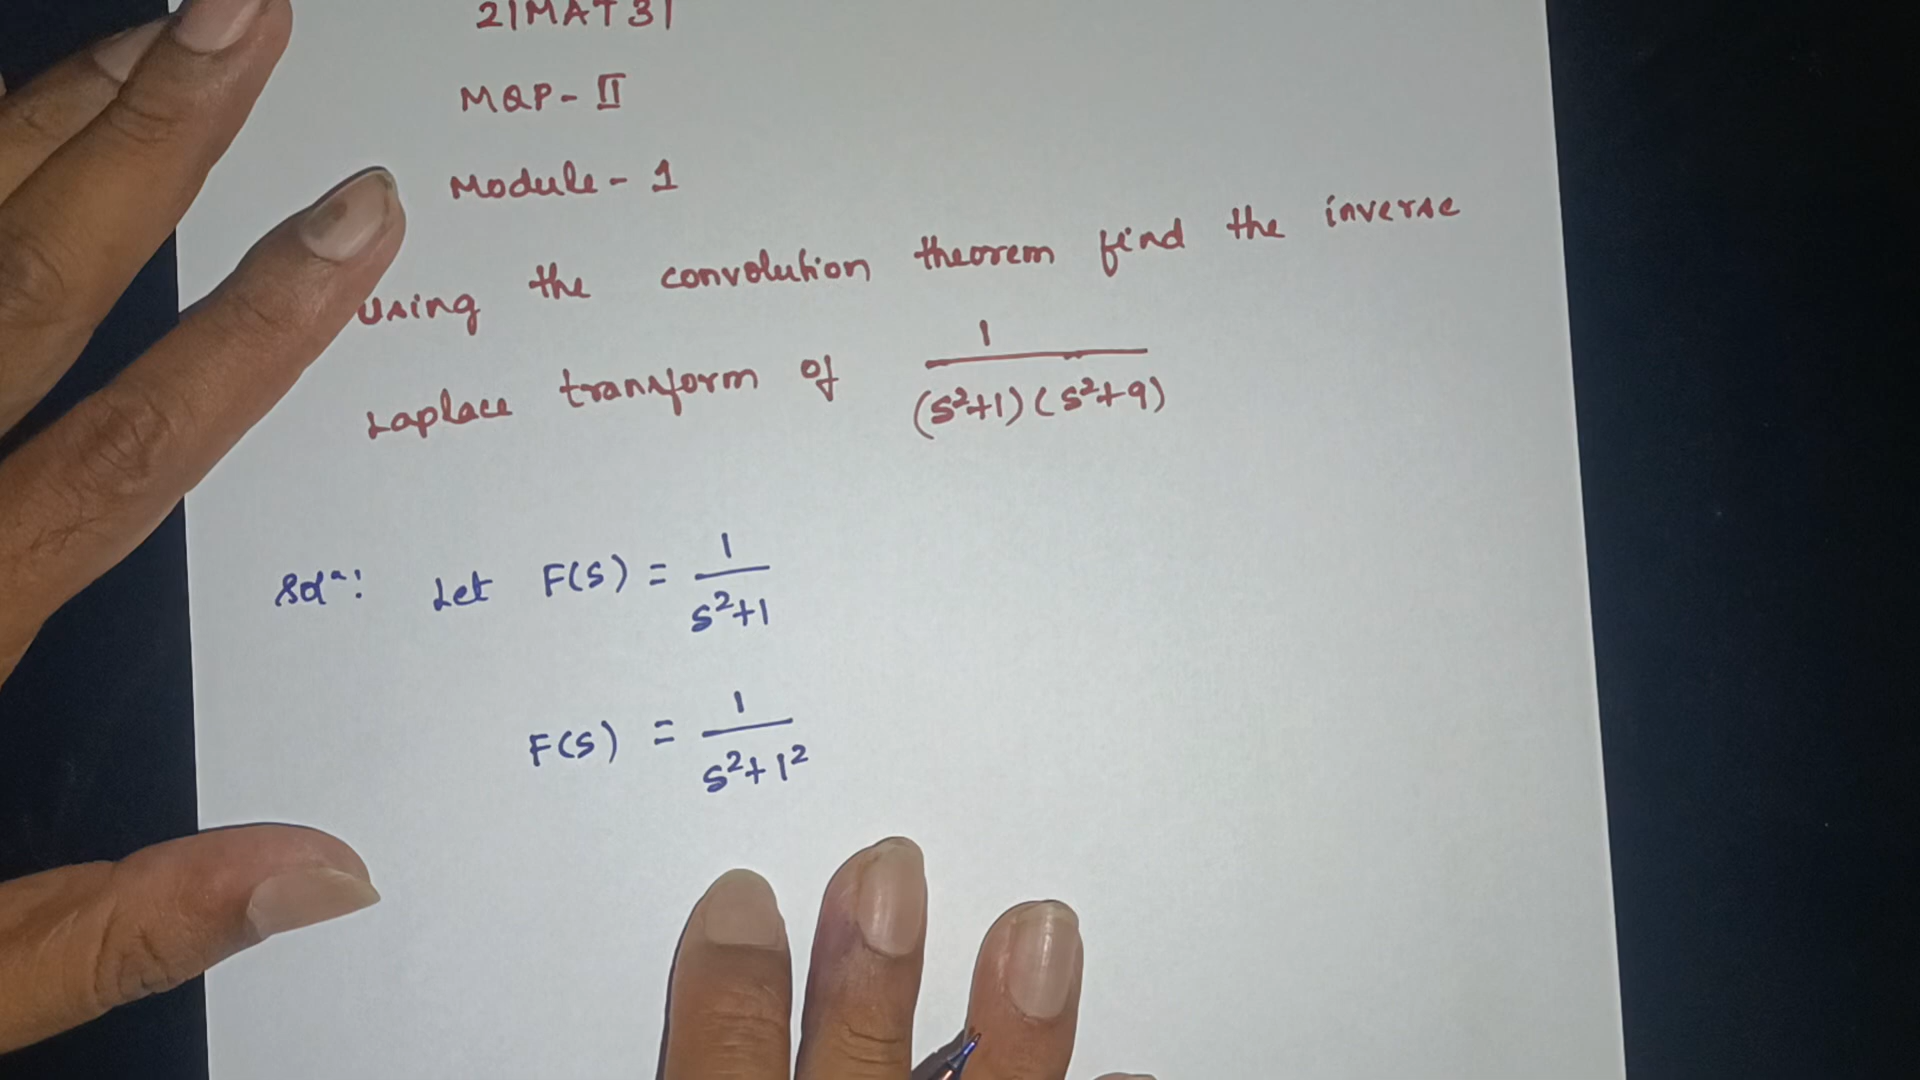 21MAT31
MQP - II
Module - 1
Using the convolution theorem find the inverse
Laplace transform of 1/((s²+1)(s²+9))
Solⁿ: Let F(s) = 1/(s²+1)
F(s) = 1/(s²+1²)